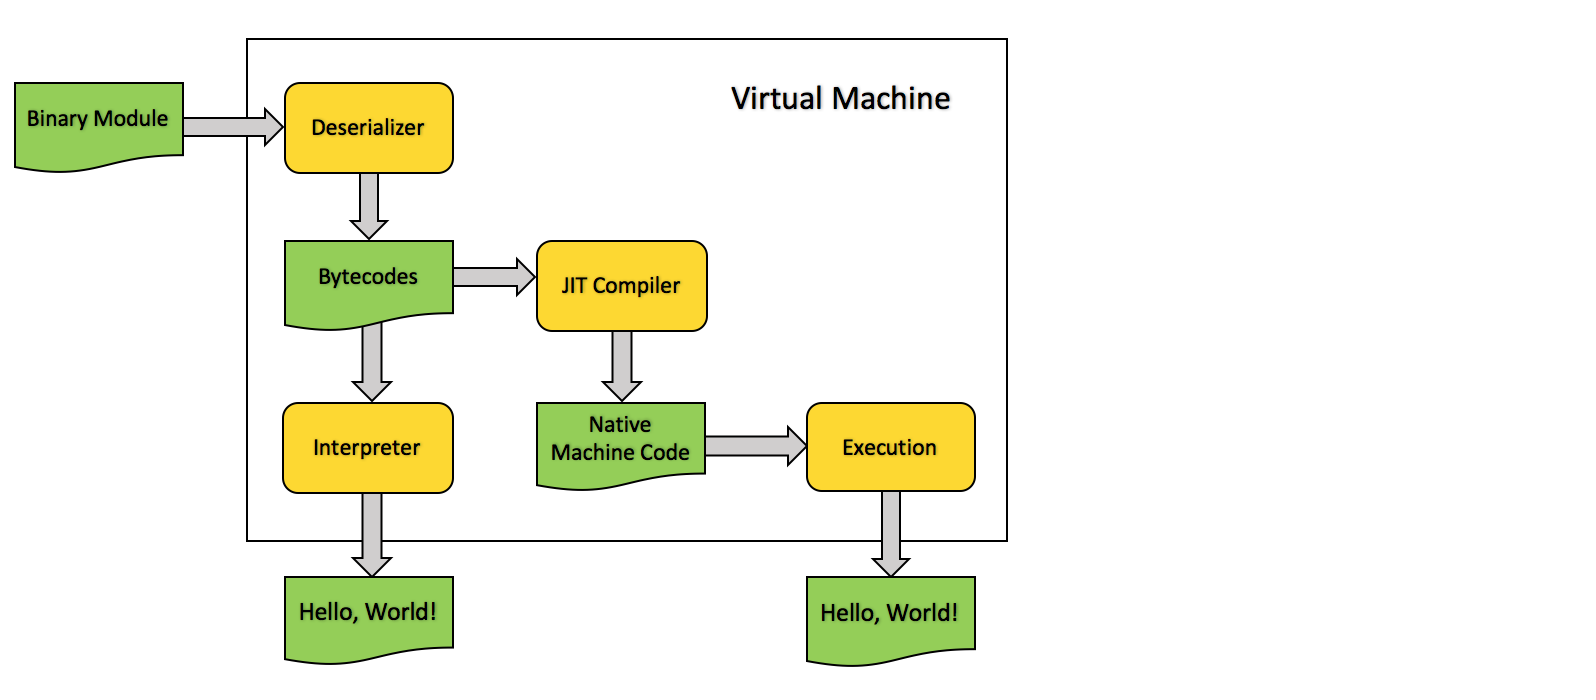 Virtual Machine
Binary Module
Deserializer
Bytecodes
JIT Compiler
Interpreter
Native
Machine Code
Execution
Hello, World!
Hello, World!